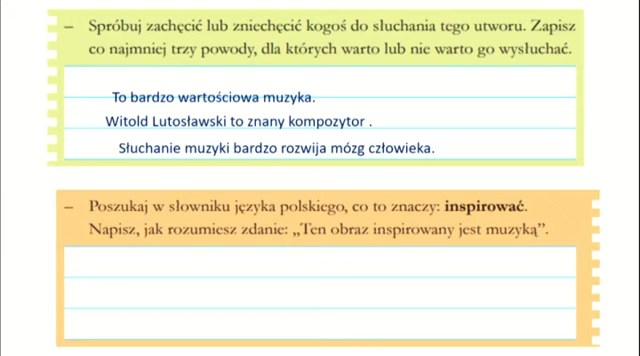 – Spróbuj zachęcić lub zniechęcić kogoś do słuchania tego utworu. Zapisz
co najmniej trzy powody, dla których warto lub nie warto go wysłuchać.
To bardzo wartościowa muzyka.
Witold Lutosławski to znany kompozytor .
Słuchanie muzyki bardzo rozwija mózg człowieka.
– Poszukaj w słowniku języka polskiego, co to znaczy: inspirować.
Napisz, jak rozumiesz zdanie: „Ten obraz inspirowany jest muzyką”.